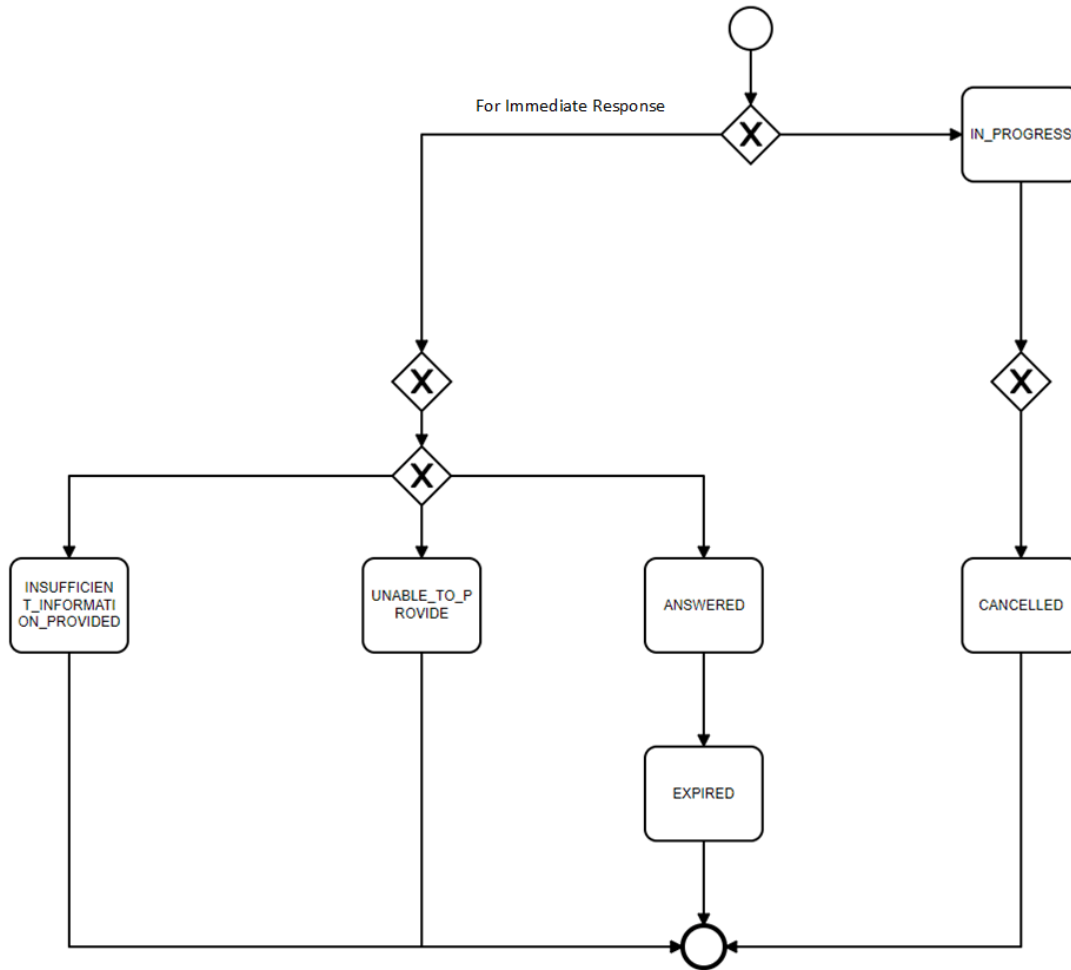 For Immediate Response
IN_PROGRESS
INSUFFICIEN
T_INFORMATI
ON_PROVIDED
UNABLE_TO_P
ROVIDE
ANSWERED
CANCELLED
EXPIRED